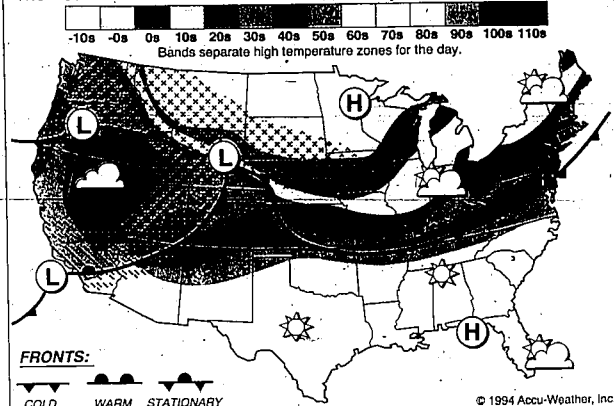 -10s -0s 0s 10s 20s 30s 40s 50s 60s 70s 80s 90s 100s 110s
Bands separate high temperature zones for the day.
H
L
L
L
H
FRONTS:
COLD WARM STATIONARY
© 1994 Accu-Weather, Inc